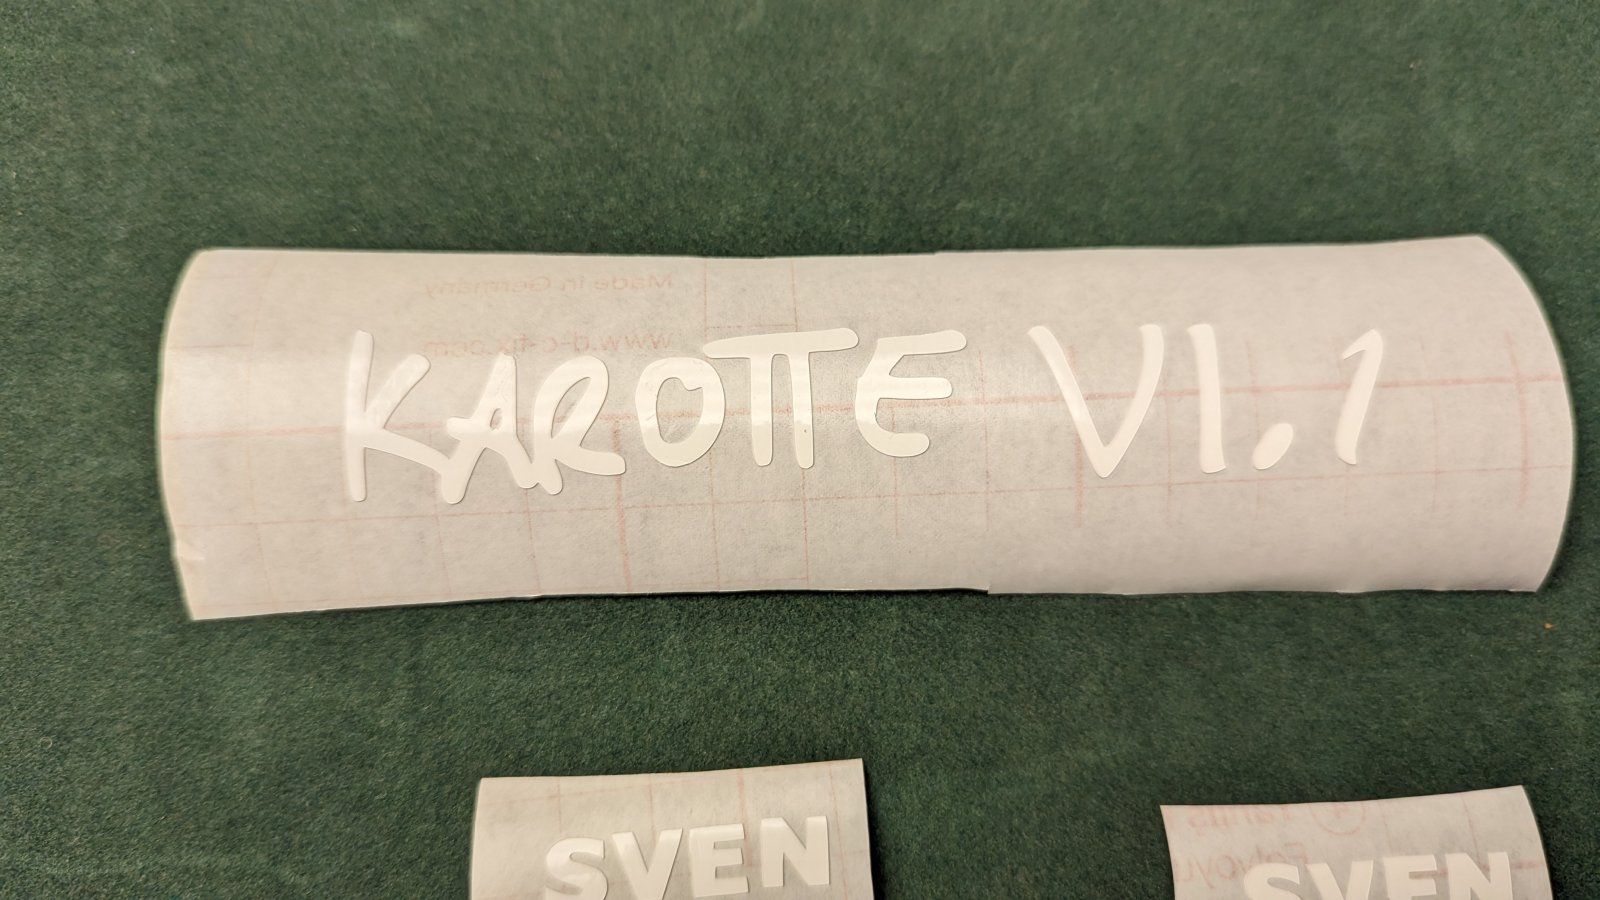 Made in Germany
www.d-c-fix.com
KAROTTE V1.1
SVEN
SVEN